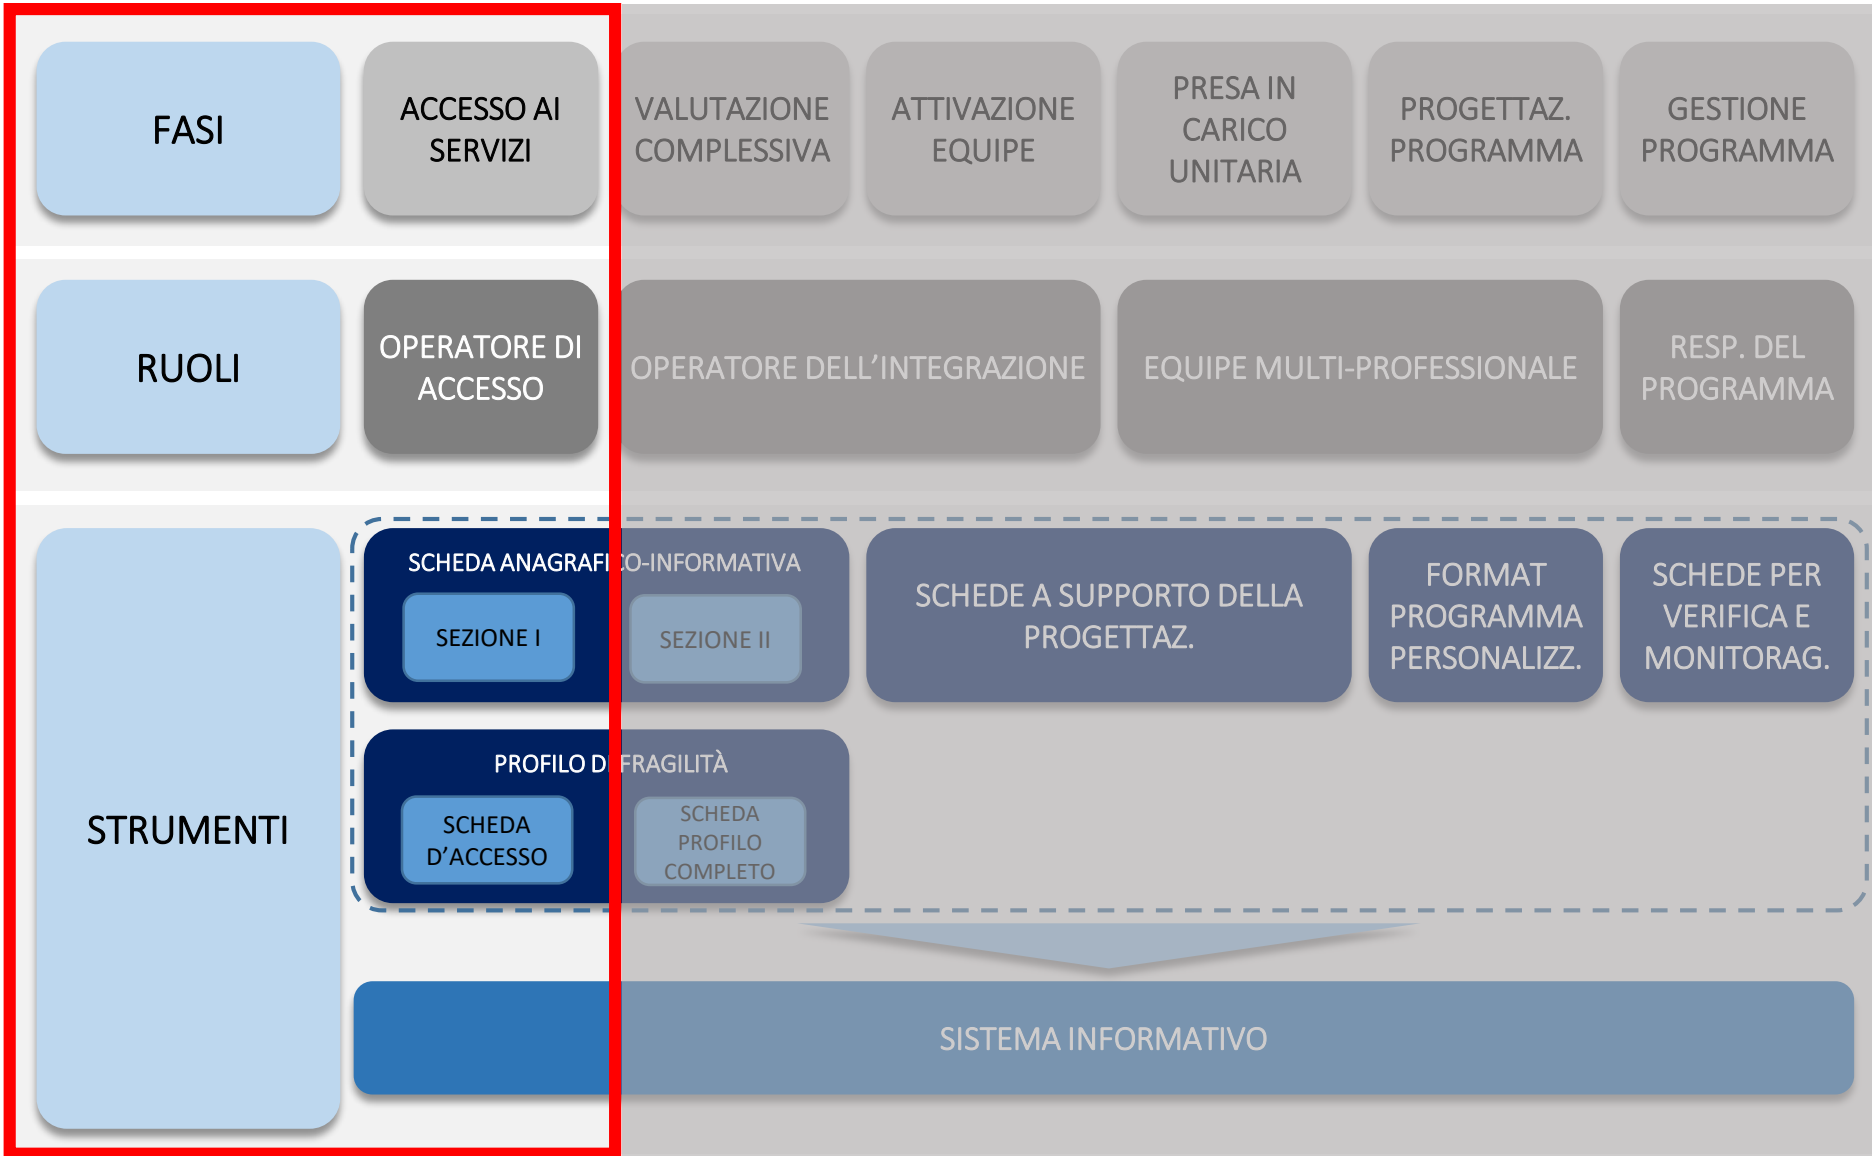 FASI
ACCESSO AI
SERVIZI
VALUTAZIONE
COMPLESSIVA
ATTIVAZIONE
EQUIPE
PRESA IN
CARICO
UNITARIA
PROGETTAZ.
PROGRAMMA
GESTIONE
PROGRAMMA
RUOLI
OPERATORE DI
ACCESSO
OPERATORE DELL’INTEGRAZIONE
EQUIPE MULTI-PROFESSIONALE
RESP. DEL
PROGRAMMA
STRUMENTI
SCHEDA ANAGRAFICO-INFORMATIVA
SEZIONE I
SEZIONE II
SCHEDE A SUPPORTO DELLA
PROGETTAZ.
FORMAT
PROGRAMMA
PERSONALIZZ.
SCHEDE PER
VERIFICA E
MONITORAG.
PROFILO DI FRAGILITÀ
SCHEDA
D’ACCESSO
SCHEDA
PROFILO
COMPLETO
SISTEMA INFORMATIVO